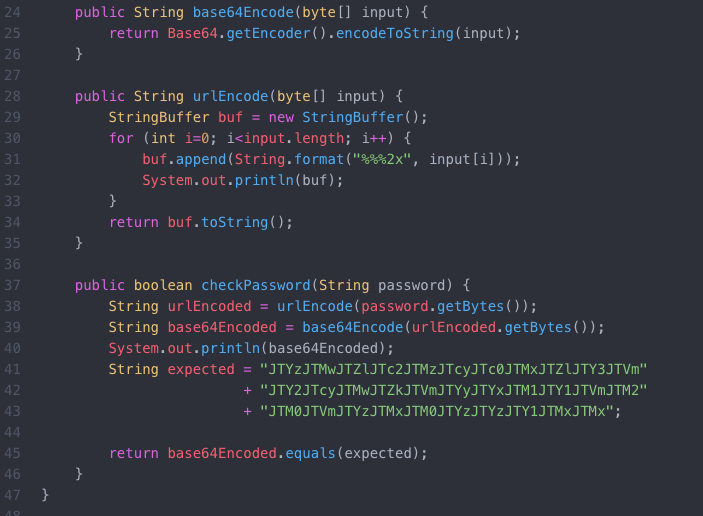 24 public String base64Encode(byte[] input) {
25 return Base64.getEncoder().encodeToString(input);
26 }
27
28 public String urlEncode(byte[] input) {
29 StringBuffer buf = new StringBuffer();
30 for (int i=0; i<input.length; i++) {
31 buf.append(String.format("%%%2x", input[i]));
32 System.out.println(buf);
33 }
34 return buf.toString();
35 }
36
37 public boolean checkPassword(String password) {
38 String urlEncoded = urlEncode(password.getBytes());
39 String base64Encoded = base64Encode(urlEncoded.getBytes());
40 System.out.println(base64Encoded);
41 String expected = "JTYzJTMwJTZlJTc2JTMzJTcyJTc0JTMxJTZlJTY3JTVm"
42 + "JTY2JTcyJTMwJTZkJTVmJTYyJTYxJTM1JTY1JTVmJTM2"
43 + "JTM0JTVmJTYzJTMxJTM0JTYzJTYzJTY1JTMxJTMx";
44
45 return base64Encoded.equals(expected);
46 }
47 }
48